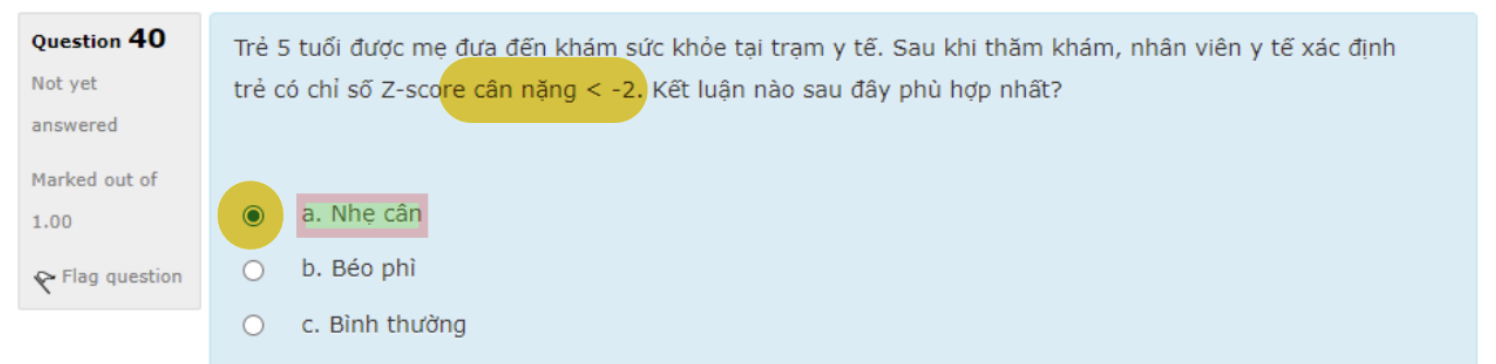 Question 40
Not yet
answered
Marked out of
1.00
Flag question
Trẻ 5 tuổi được mẹ đưa đến khám sức khỏe tại trạm y tế. Sau khi thăm khám, nhân viên y tế xác định
trẻ có chỉ số Z-score cân nặng < -2. Kết luận nào sau đây phù hợp nhất?
a. Nhẹ cân
b. Béo phì
c. Bình thường